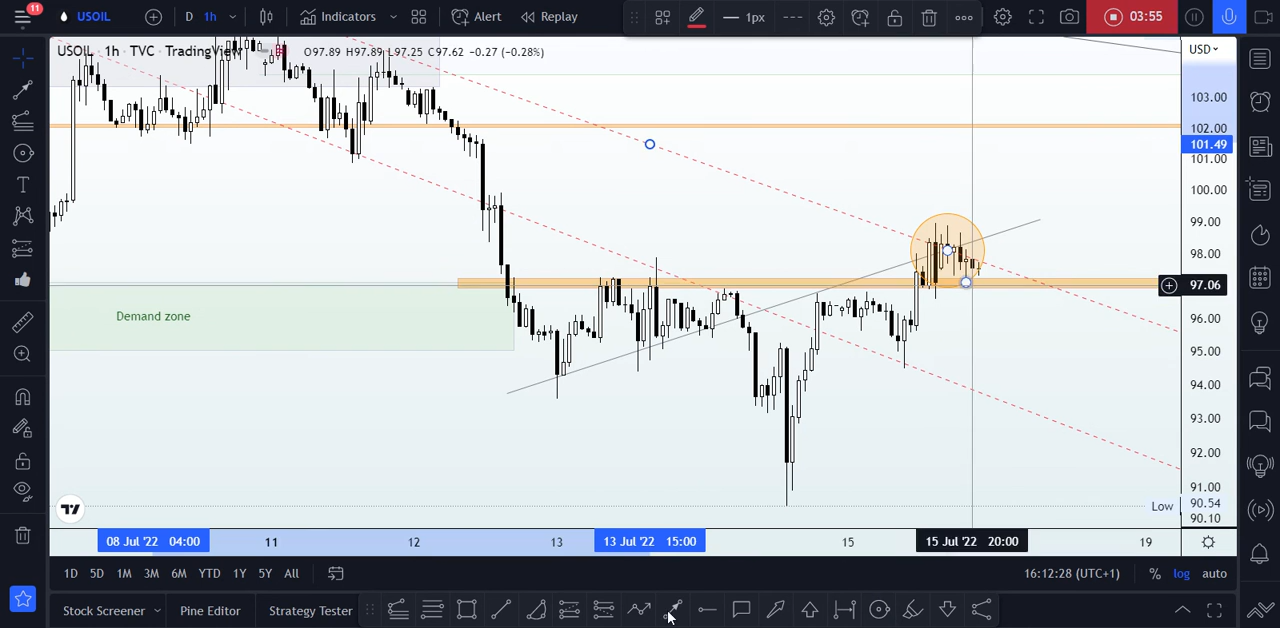 11
USOIL
D
1h
Indicators
Alert
Replay
1px
03:55
USOIL · 1h · TVC · TradingView
O97.89 H97.89 L97.25 C97.62 -0.27 (-0.28%)
USD
103.00
102.00
101.49
101.00
100.00
99.00
98.00
97.06
96.00
95.00
94.00
93.00
92.00
91.00
Low
90.54
90.10
Demand zone
08 Jul '22 04:00
11
12
13
13 Jul '22 15:00
15
15 Jul '22 20:00
19
1D 5D 1M 3M 6M YTD 1Y 5Y All
16:12:28 (UTC+1)
%
log
auto
Stock Screener
Pine Editor
Strategy Tester